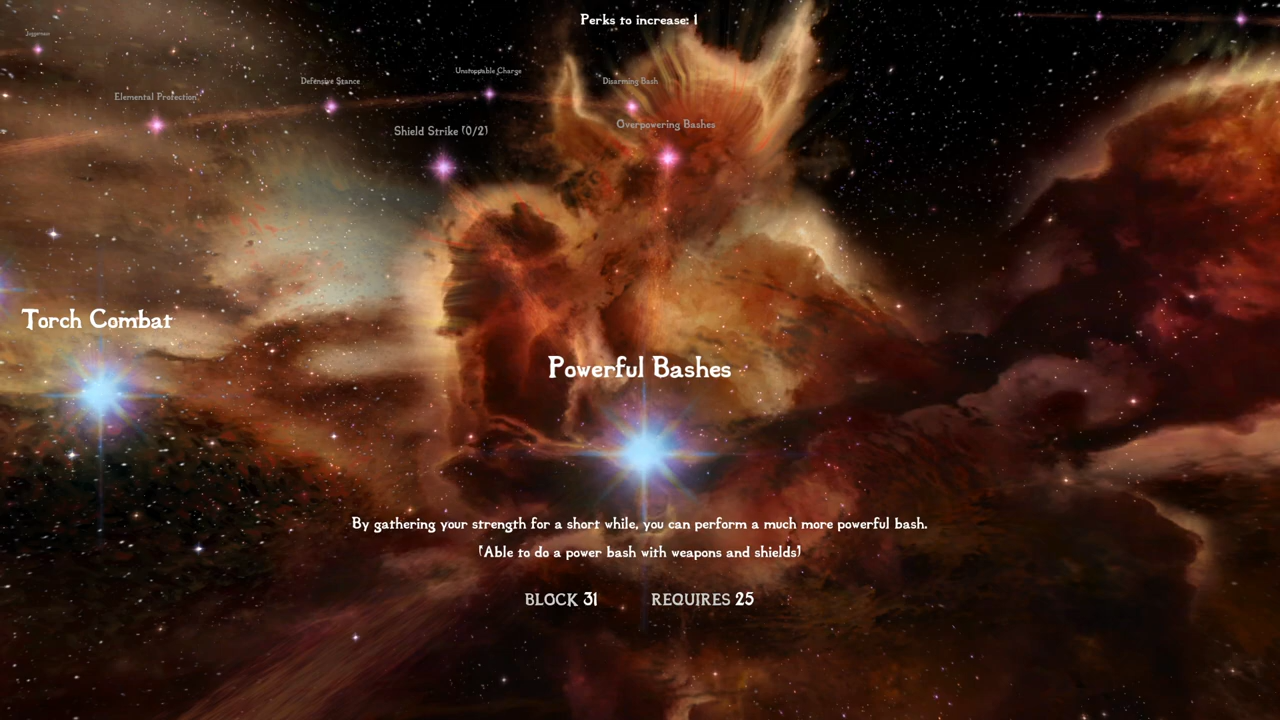 Perks to increase: 1
Juggernaut
Unstoppable Charge
Defensive Stance
Disarming Bash
Elemental Protection
Overpowering Bashes
Shield Strike (0/2)
Torch Combat
Powerful Bashes
By gathering your strength for a short while, you can perform a much more powerful bash.
(Able to do a power bash with weapons and shields)
BLOCK 31 REQUIRES 25